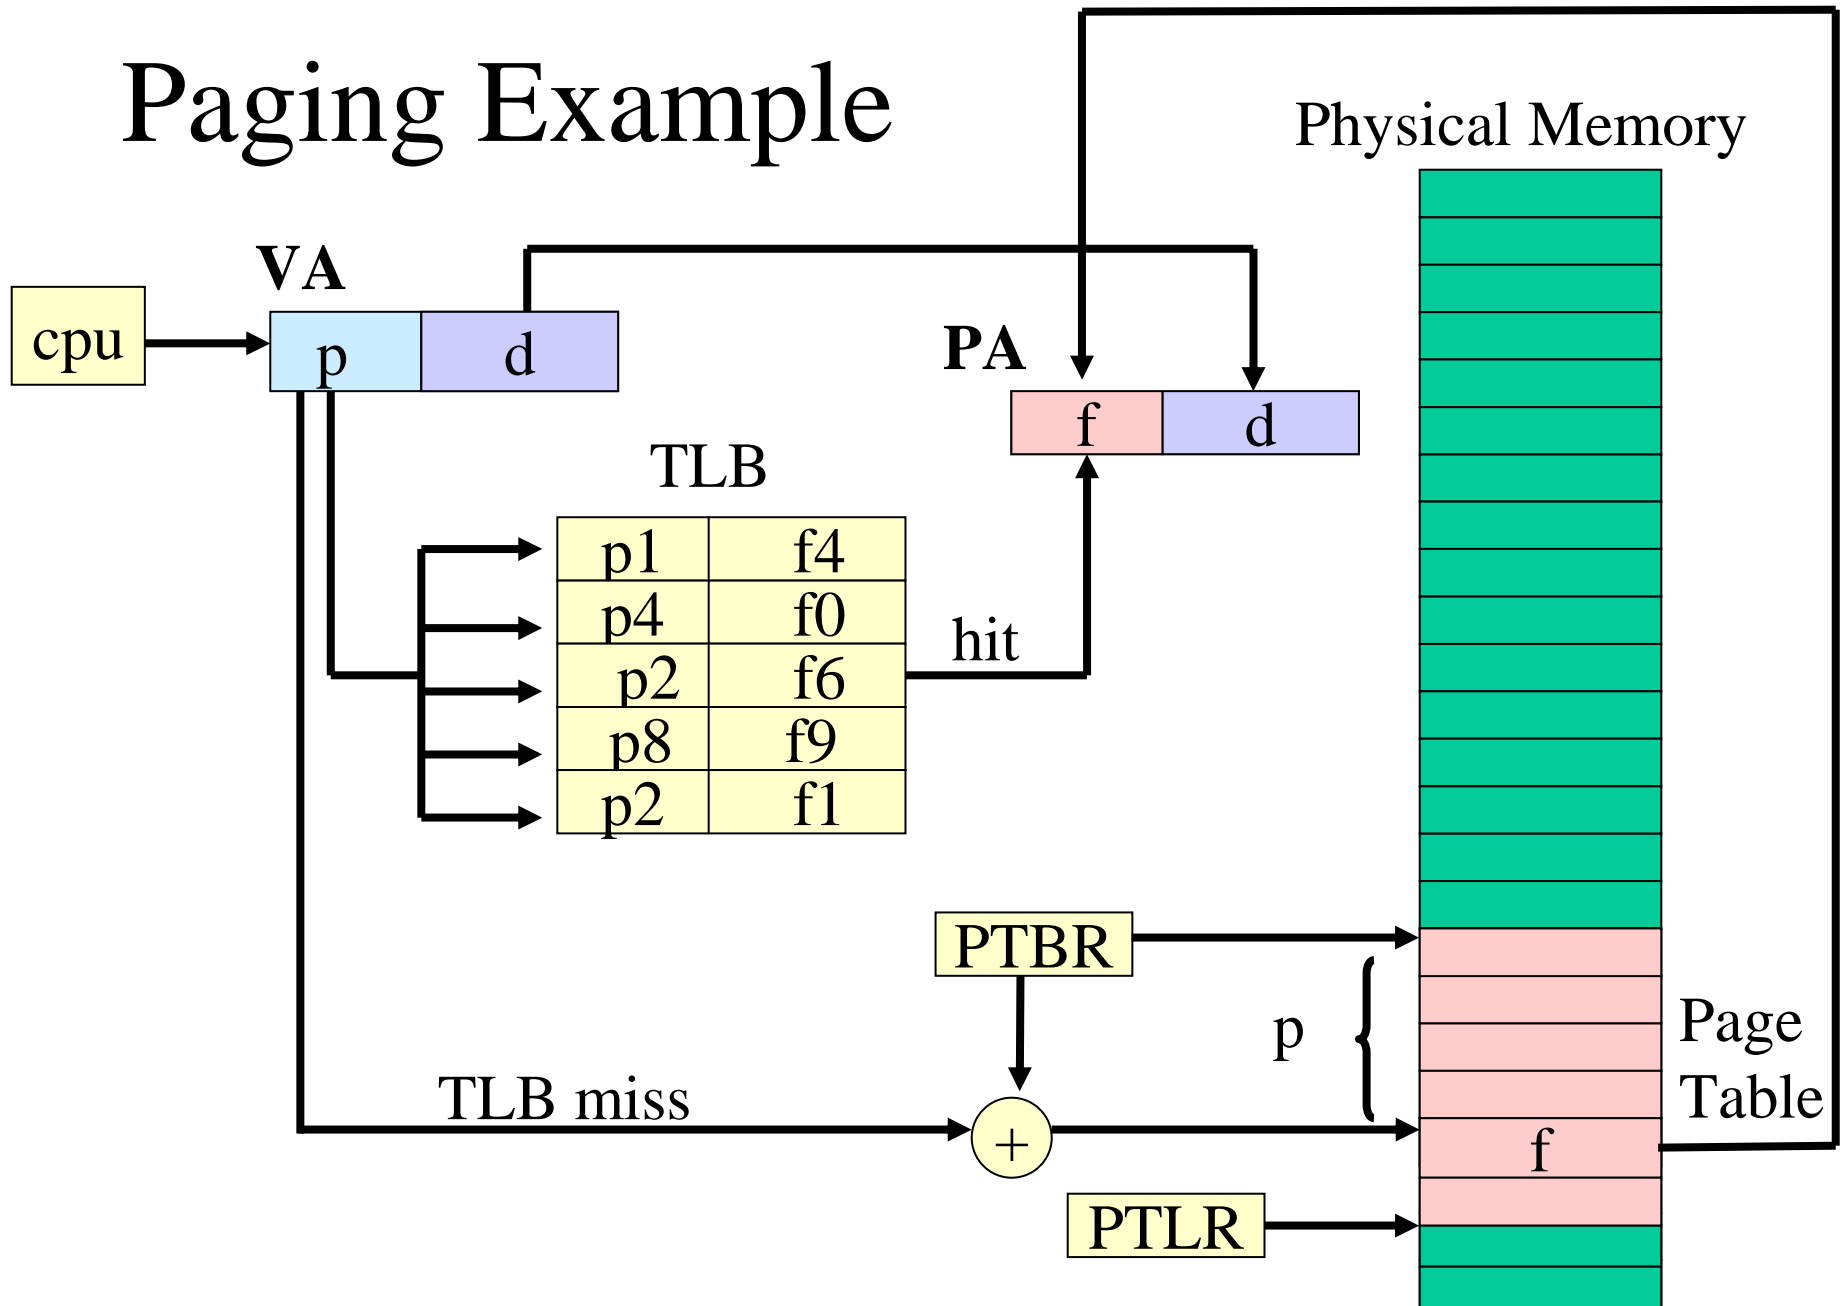 Paging Example
Physical Memory
VA
cpu
p d
PA
f d
TLB
p1 f4
p4 f0
p2 f6
p8 f9
p2 f1
hit
PTBR
p
Page
Table
TLB miss
+
f
PTLR